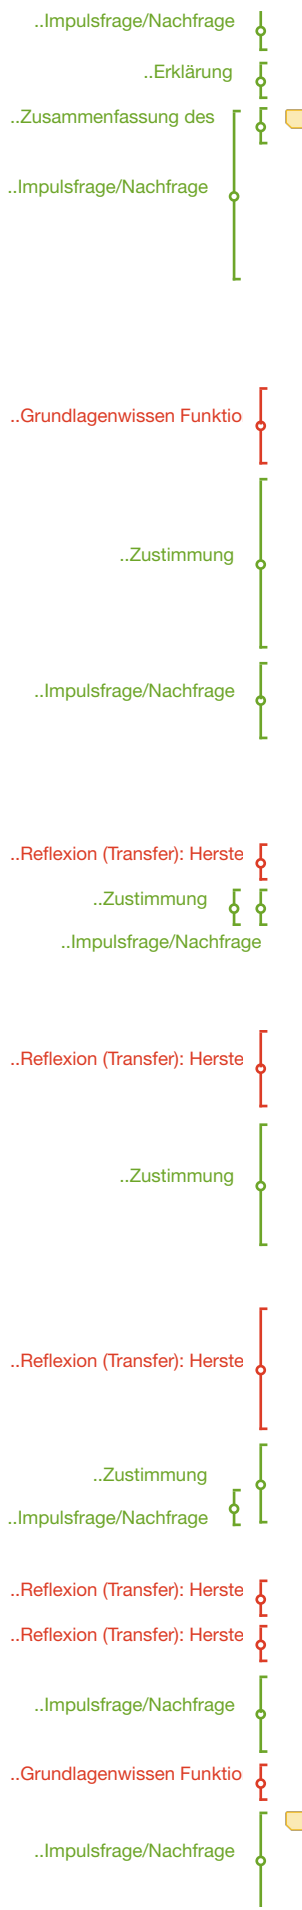 ..Impulsfrage/Nachfrage
..Erklärung
..Zusammenfassung des
..Impulsfrage/Nachfrage
..Grundlagenwissen Funktio
..Zustimmung
..Impulsfrage/Nachfrage
..Reflexion (Transfer): Herste
..Zustimmung
..Impulsfrage/Nachfrage
..Reflexion (Transfer): Herste
..Zustimmung
..Reflexion (Transfer): Herste
..Zustimmung
..Impulsfrage/Nachfrage
..Reflexion (Transfer): Herste
..Reflexion (Transfer): Herste
..Impulsfrage/Nachfrage
..Grundlagenwissen Funktio
..Impulsfrage/Nachfrage